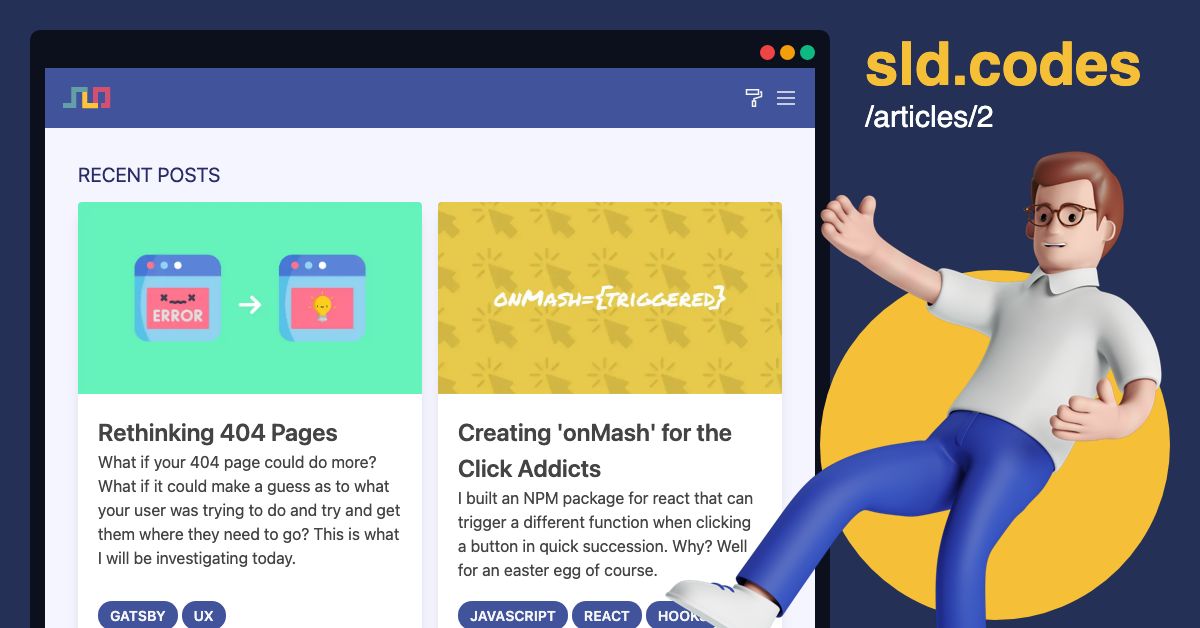 sld.codes
/articles/2
RECENT POSTS
ERROR
Rethinking 404 Pages
What if your 404 page could do more?
What if it could make a guess as to what
your user was trying to do and try and get
them where they need to go? This is what
I will be investigating today.
GATSBY UX
onMash={triggered}
Creating 'onMash' for the
Click Addicts
I built an NPM package for react that can
trigger a different function when clicking
a button in quick succession. Why? Well
for an easter egg of course.
JAVASCRIPT REACT HOOKS